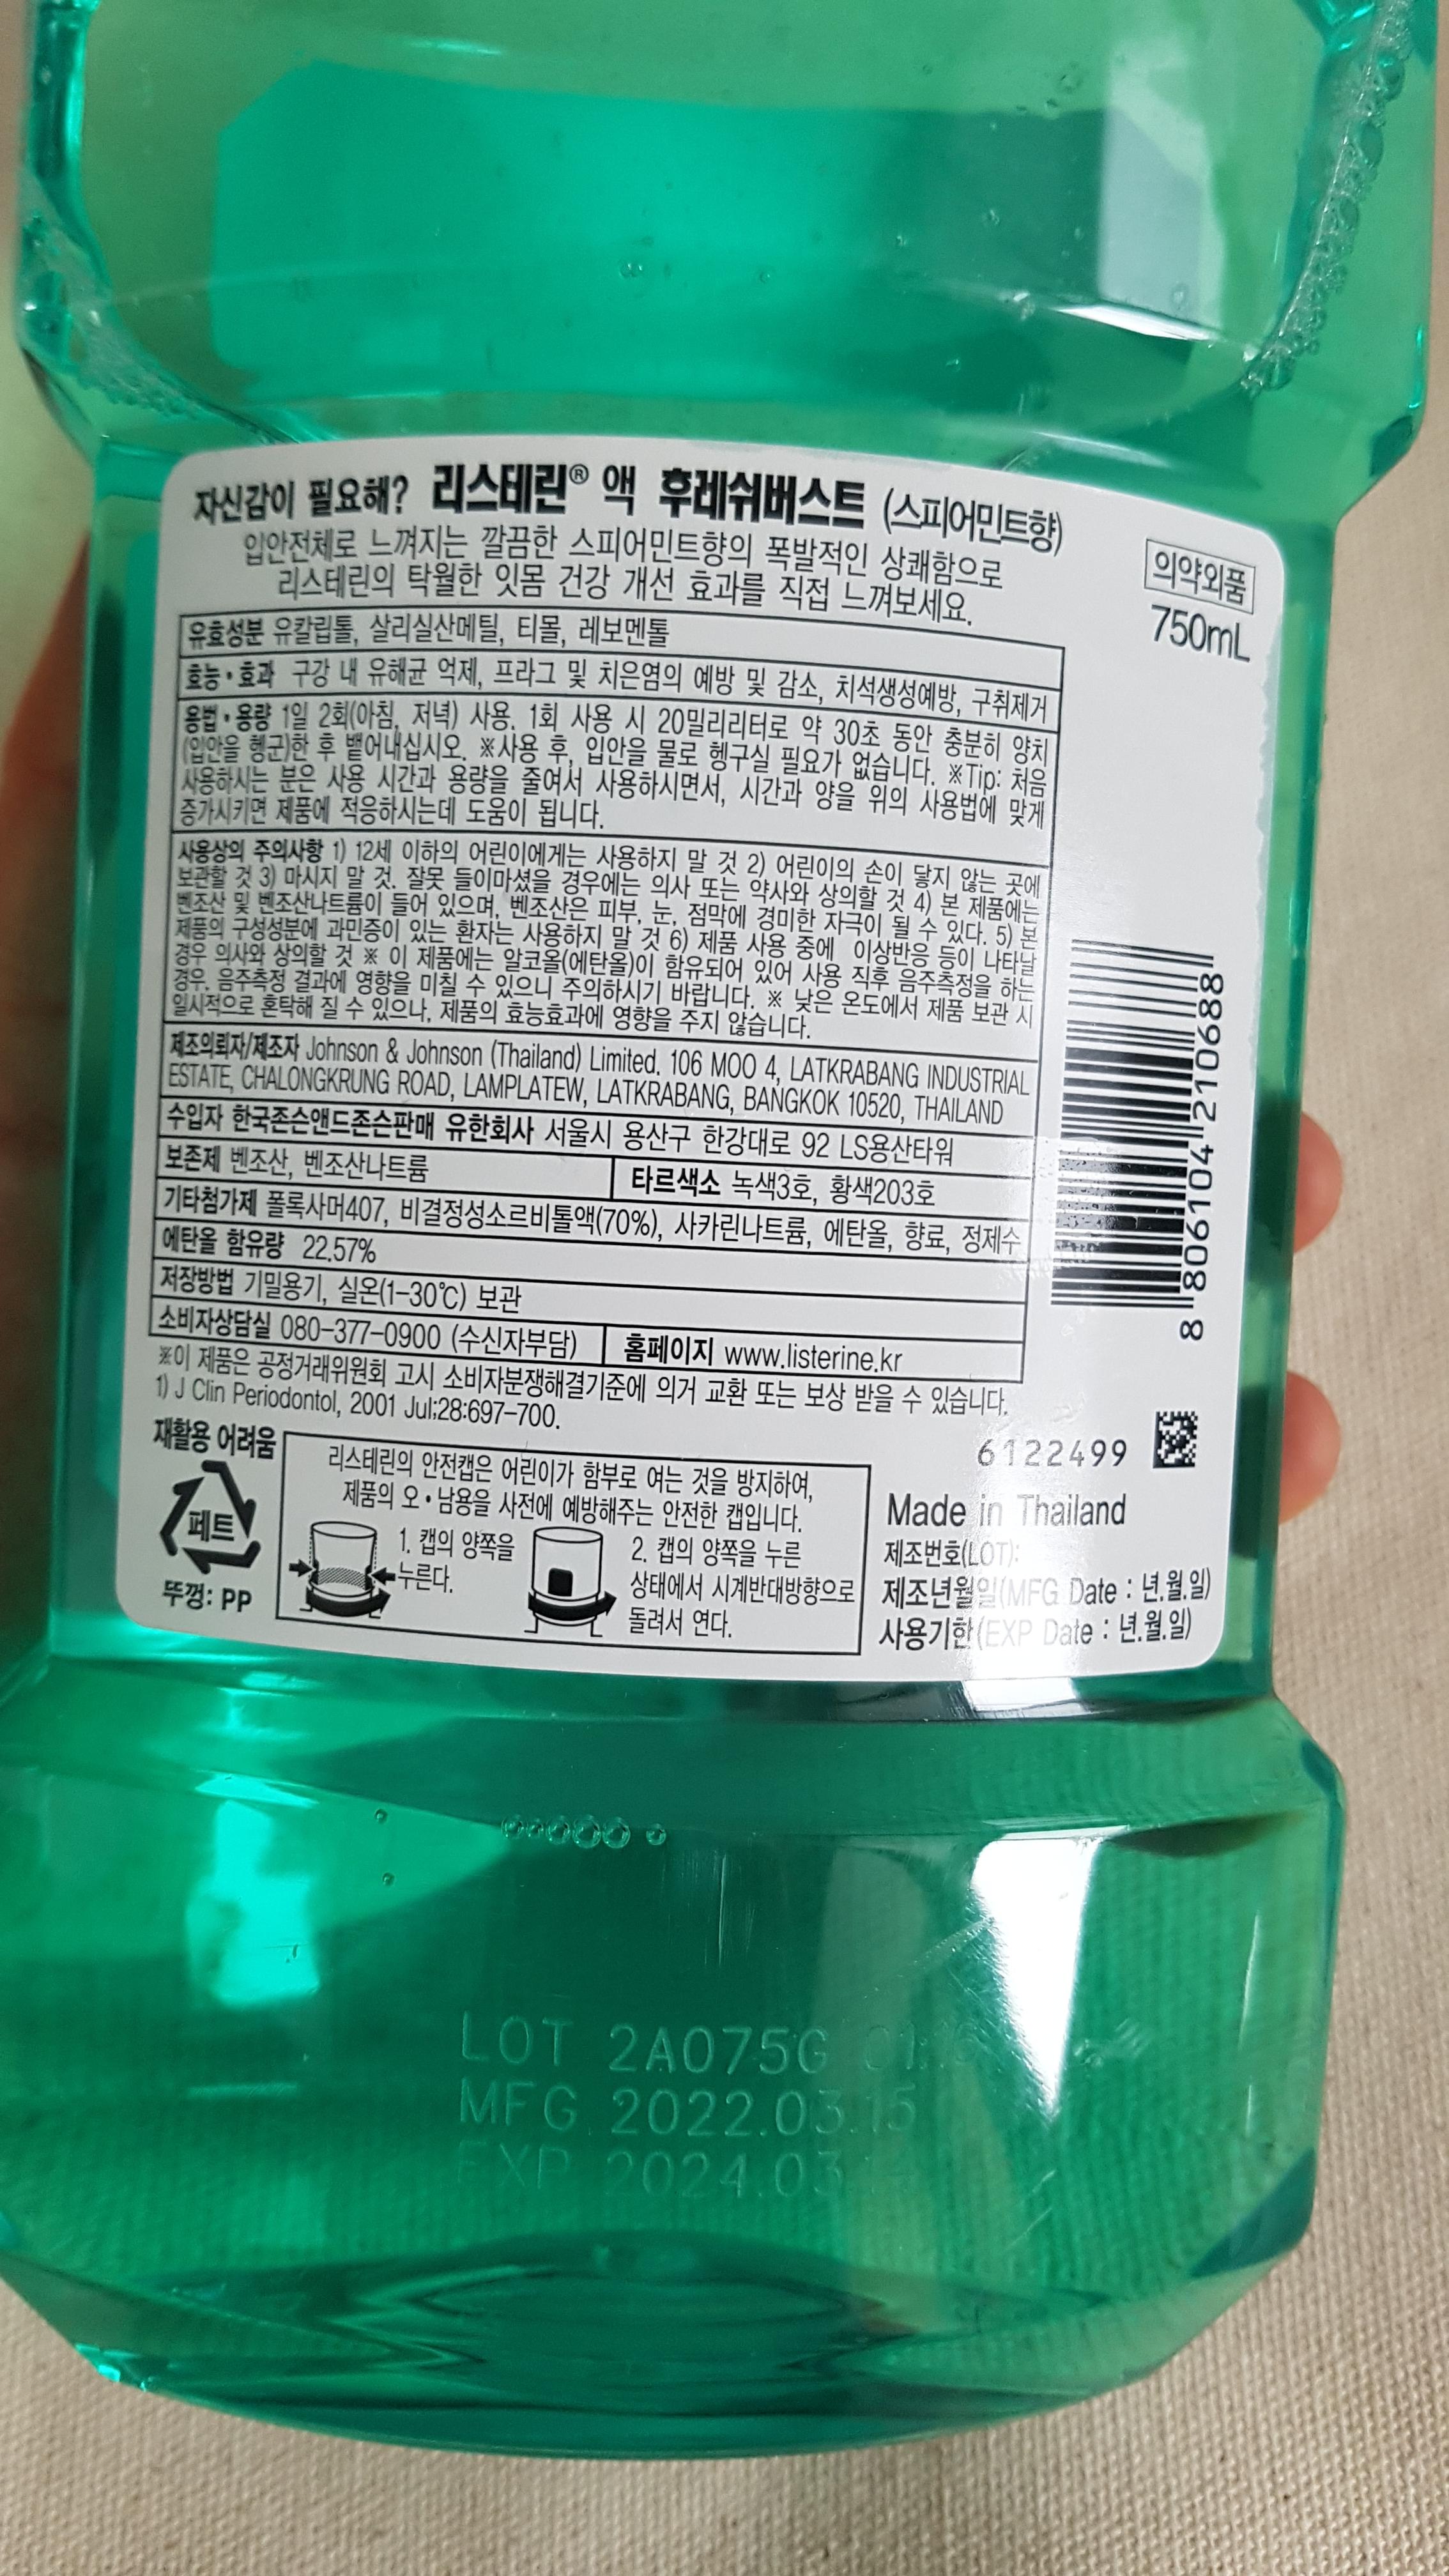 자신감이 필요해? 리스테린® 액 후레쉬버스트 (스피어민트향)
입안전체로 느껴지는 깔끔한 스피어민트향의 폭발적인 상쾌함으로
리스테린의 탁월한 잇몸 건강 개선 효과를 직접 느껴보세요.
의약외품
750mL
유효성분 유칼립톨, 살리실산메틸, 티몰, 레보멘톨
효능•효과 구강 내 유해균 억제, 프라그 및 치은염의 예방 및 감소, 치석생성예방, 구취제거
용법•용량 1일 2회(아침, 저녁) 사용. 1회 사용 시 20밀리리터로 약 30초 동안 충분히 양치
(입안을 헹굼)한 후 뱉어내십시오. ※사용 후, 입안을 물로 헹구실 필요가 없습니다. ※Tip: 처음
사용하시는 분은 사용 시간과 용량을 줄여서 사용하시면서, 시간과 양을 위의 사용법에 맞게
증가시키면 제품에 적응하시는데 도움이 됩니다.
사용상의 주의사항 1) 12세 이하의 어린이에게는 사용하지 말 것 2) 어린이의 손이 닿지 않는 곳에
보관할 것 3) 마시지 말 것. 잘못 들이마셨을 경우에는 의사 또는 약사와 상의할 것 4) 본 제품에는
벤조산 및 벤조산나트륨이 들어 있으며, 벤조산은 피부, 눈, 점막에 경미한 자극이 될 수 있다. 5) 본
제품의 구성성분에 과민증이 있는 환자는 사용하지 말 것 6) 제품 사용 중에 이상반응 등이 나타날
경우 의사와 상의할 것 ※ 이 제품에는 알코올(에탄올)이 함유되어 있어 사용 직후 음주측정을 하는
경우, 음주측정 결과에 영향을 미칠 수 있으니 주의하시기 바랍니다. ※ 낮은 온도에서 제품 보관 시
일시적으로 혼탁해 질 수 있으나, 제품의 효능효과에 영향을 주지 않습니다.
제조의뢰자/제조자 Johnson & Johnson (Thailand) Limited. 106 MOO 4, LATKRABANG INDUSTRIAL
ESTATE, CHALONGKRUNG ROAD, LAMPLATEW, LATKRABANG, BANGKOK 10520, THAILAND
수입자 한국존슨앤드존슨판매 유한회사 서울시 용산구 한강대로 92 LS용산타워
보존제 벤조산, 벤조산나트륨
타르색소 녹색3호, 황색203호
기타첨가제 폴록사머407, 비결정성소르비톨액(70%), 사카린나트륨, 에탄올, 향료, 정제수
에탄올 함유량 22.57%
저장방법 기밀용기, 실온(1-30℃) 보관
소비자상담실 080-377-0900 (수신자부담)
홈페이지 www.listerine.kr
※이 제품은 공정거래위원회 고시 소비자분쟁해결기준에 의거 교환 또는 보상 받을 수 있습니다.
1) J Clin Periodontol, 2001 Jul:28:697-700.
8 806104 210688
6122499
재활용 어려움
페트
뚜껑: PP
리스테린의 안전캡은 어린이가 함부로 여는 것을 방지하여,
제품의 오•남용을 사전에 예방해주는 안전한 캡입니다.
1. 캡의 양쪽을
누른다.
2. 캡의 양쪽을 누른
상태에서 시계반대방향으로
돌려서 연다.
Made in Thailand
제조번호(LOT):
제조년월일(MFG Date : 년.월.일)
사용기한(EXP Date : 년.월.일)
LOT 2A075G
MFG 2022.03.15
EXP 2024.03